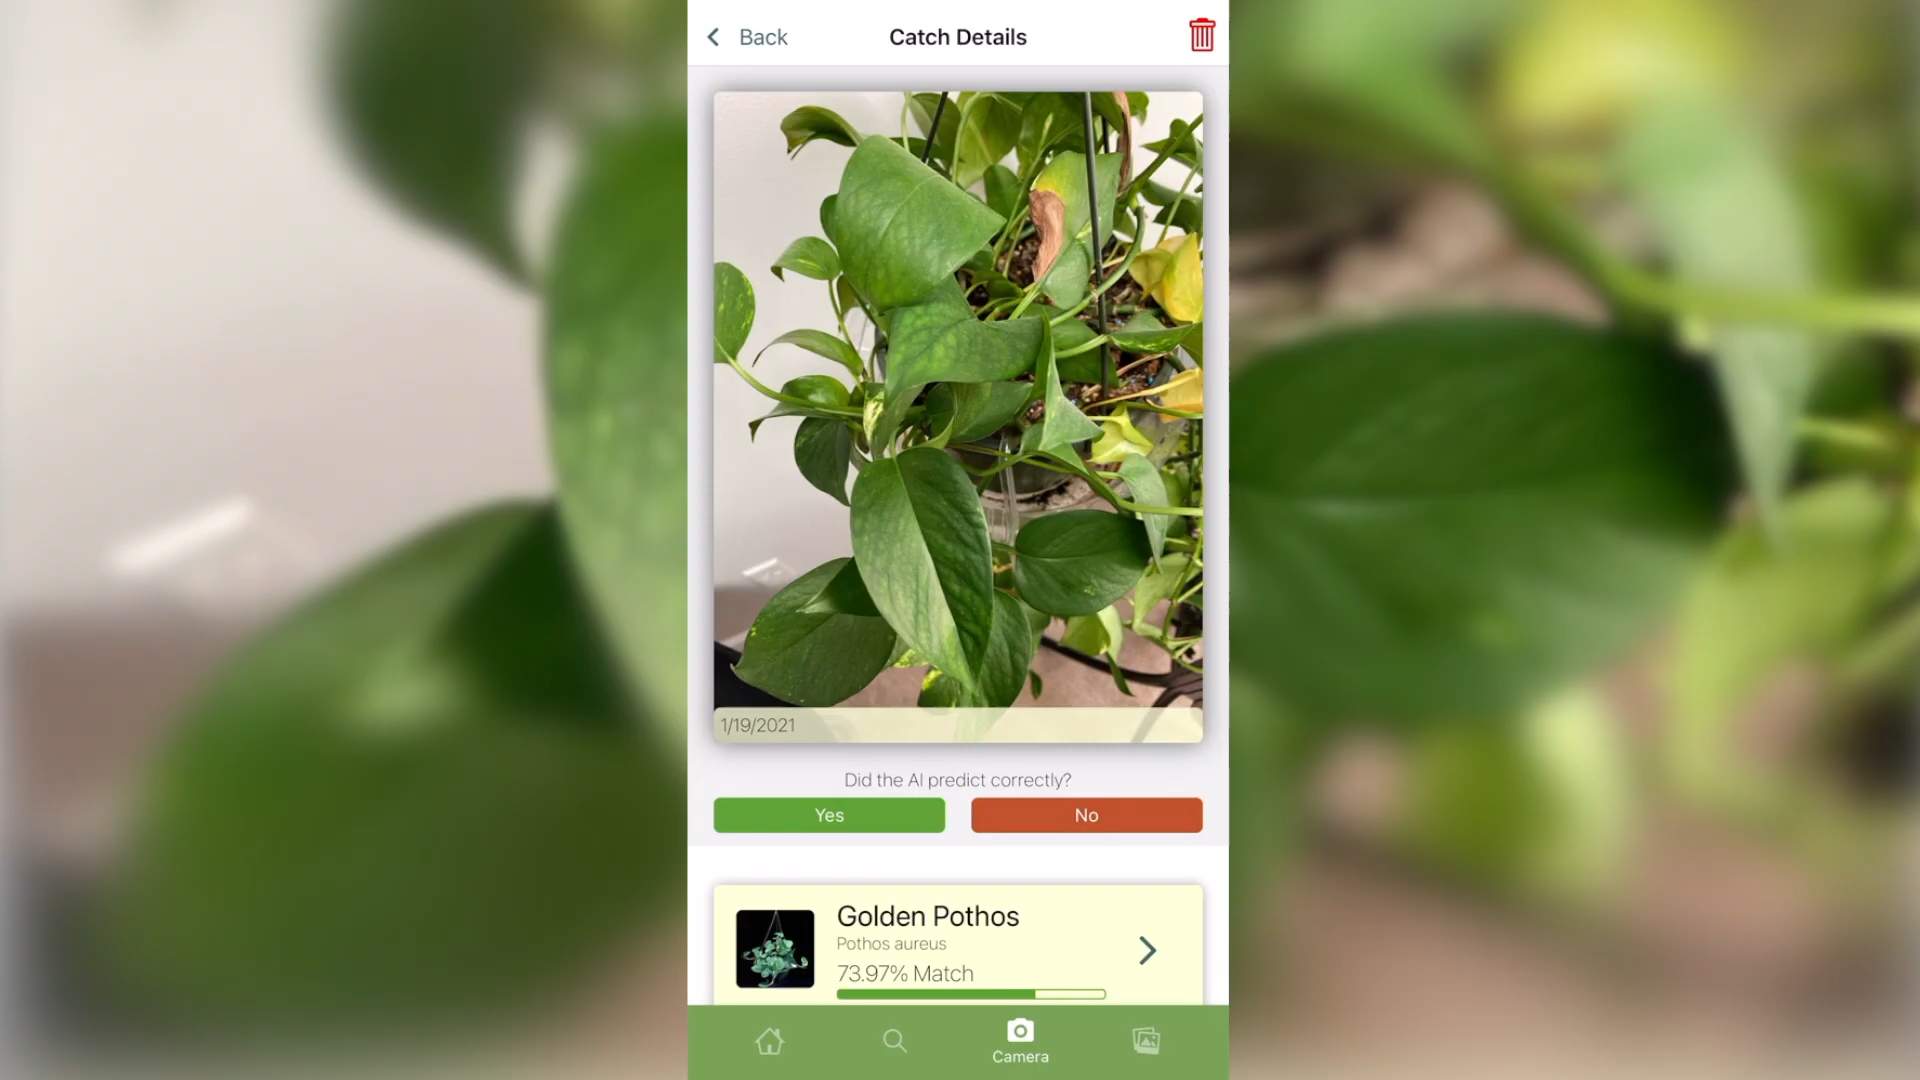 Back
Catch Details
1/19/2021
Did the AI predict correctly?
Yes
No
Golden Pothos
Pothos aureus
73.97% Match
Camera